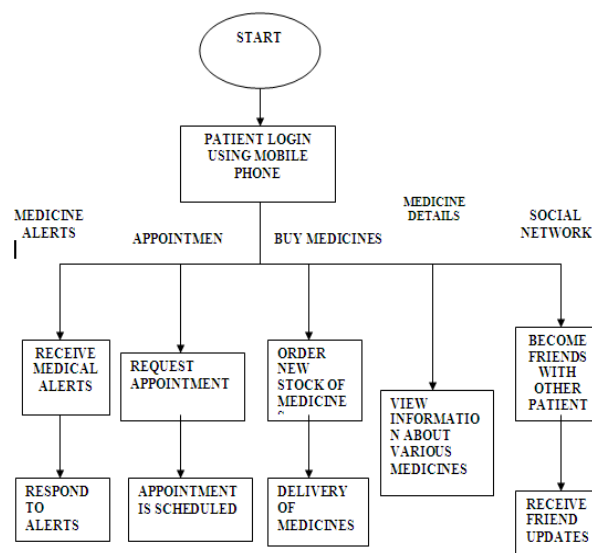 START
PATIENT LOGIN
USING MOBILE
PHONE
MEDICINE
ALERTS
APPOINTMEN
BUY MEDICINES
MEDICINE
DETAILS
SOCIAL
NETWORK
RECEIVE
MEDICAL
ALERTS
REQUEST
APPOINTMENT
ORDER
NEW
STOCK OF
MEDICINE
VIEW
INFORMATIO
N ABOUT
VARIOUS
MEDICINES
BECOME
FRIENDS
WITH
OTHER
PATIENT
RESPOND
TO
ALERTS
APPOINTMENT
IS SCHEDULED
DELIVERY
OF
MEDICINES
RECEIVE
FRIEND
UPDATES